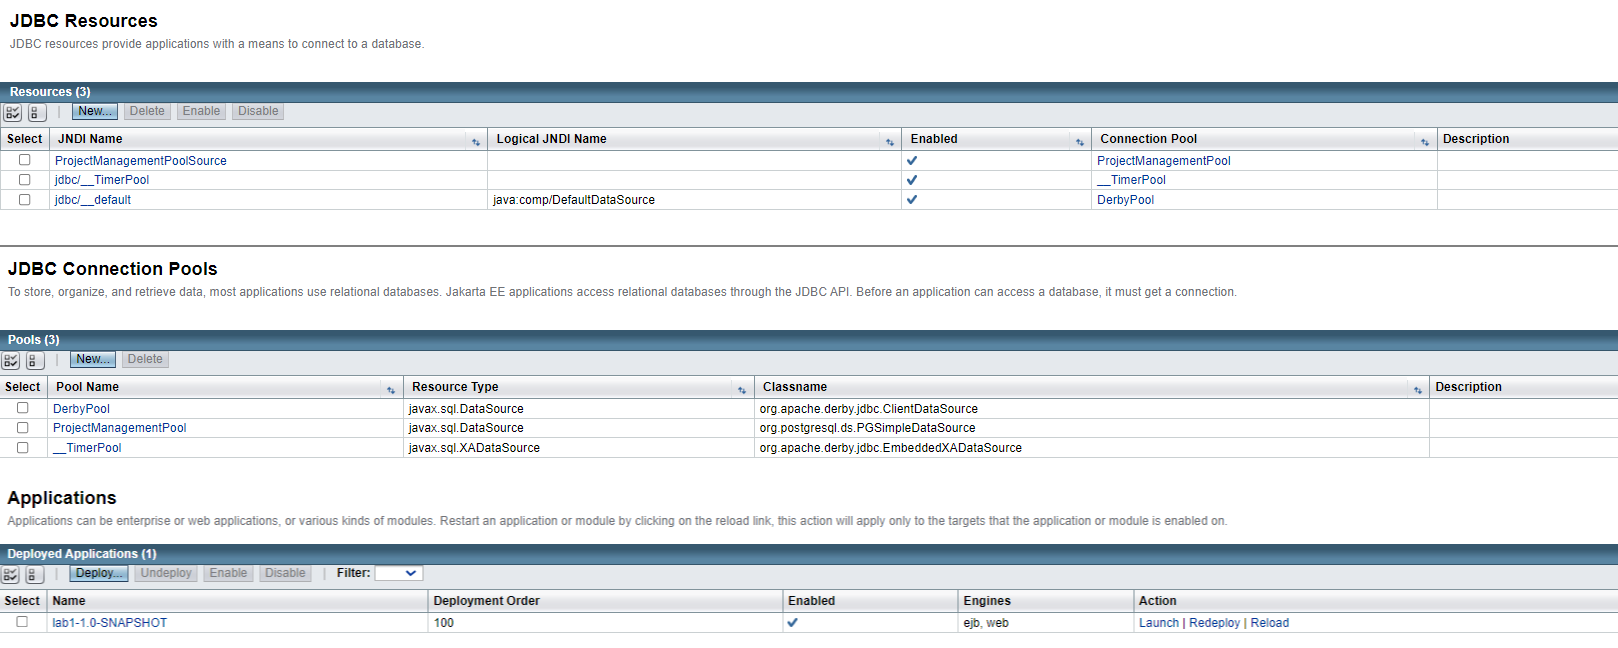 JDBC Resources
JDBC resources provide applications with a means to connect to a database.
Resources (3)
New... Delete Enable Disable
Select JNDI Name Logical JNDI Name Enabled Connection Pool Description
ProjectManagementPoolSource ProjectManagementPool
jdbc/__TimerPool __TimerPool
jdbc/__default java:comp/DefaultDataSource DerbyPool
JDBC Connection Pools
To store, organize, and retrieve data, most applications use relational databases. Jakarta EE applications access relational databases through the JDBC API. Before an application can access a database, it must get a connection.
Pools (3)
New... Delete
Select Pool Name Resource Type Classname Description
DerbyPool javax.sql.DataSource org.apache.derby.jdbc.ClientDataSource
ProjectManagementPool javax.sql.DataSource org.postgresql.ds.PGSimpleDataSource
__TimerPool javax.sql.XADataSource org.apache.derby.jdbc.EmbeddedXADataSource
Applications
Applications can be enterprise or web applications, or various kinds of modules. Restart an application or module by clicking on the reload link, this action will apply only to the targets that the application or module is enabled on.
Deployed Applications (1)
Deploy... Undeploy Enable Disable Filter:
Select Name Deployment Order Enabled Engines Action
lab1-1.0-SNAPSHOT 100 ejb, web Launch | Redeploy | Reload